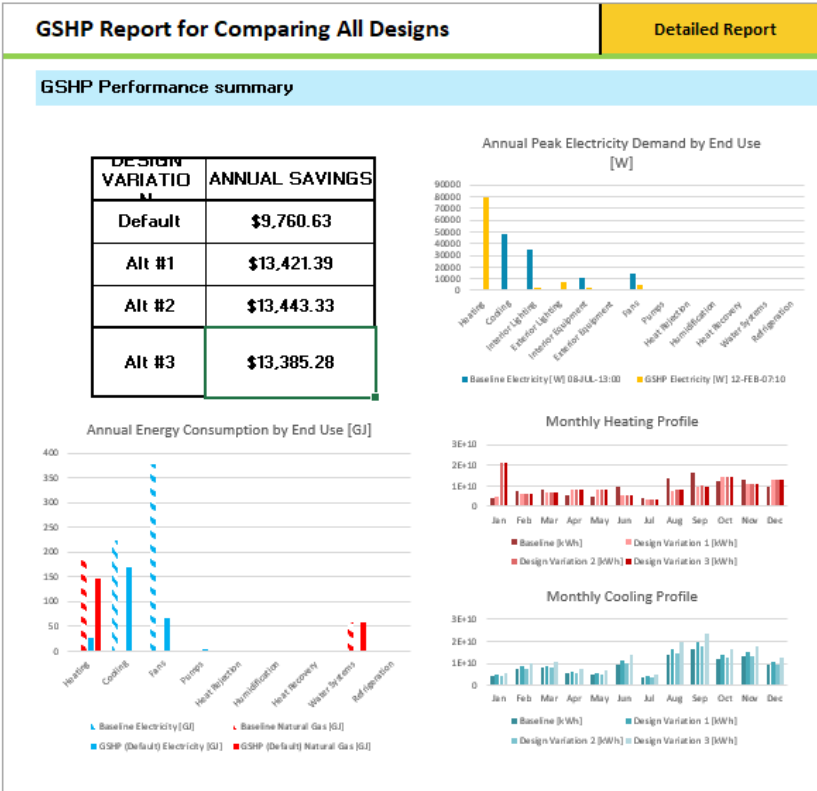 GSHP Report for Comparing All Designs
Detailed Report
GSHP Performance summary
DESIGN
VARIATIO
N
ANNUAL SAVINGS
Default
$9,760.63
Alt #1
$13,421.39
Alt #2
$13,443.33
Alt #3
$13,385.28
Annual Peak Electricity Demand by End Use
[W]
90000
80000
70000
60000
50000
40000
30000
20000
10000
0
Heating
Cooling
Interior Lighting
Exterior Lighting
Interior Equipment
Exterior Equipment
Fans
Pumps
Heat Rejection
Humidification
Heat Recovery
Water Systems
Refrigeration
Baseline Electricity [W] 08-JUL-13:00
GSHP Electricity [W] 12-FEB-07:10
Annual Energy Consumption by End Use [GJ]
400
350
300
250
200
150
100
50
0
Heating
Cooling
Fans
Pumps
Heat Rejection
Humidification
Heat Recovery
Water Systems
Refrigeration
Baseline Electricity [GJ]
Baseline Natural Gas [GJ]
GSHP (Default) Electricity [GJ]
GSHP (Default) Natural Gas [GJ]
Monthly Heating Profile
3E+10
2E+10
1E+10
0
Jan Feb Mar Apr May Jun Jul Aug Sep Oct Nov Dec
Baseline [kWh]
Design Variation 1 [kWh]
Design Variation 2 [kWh]
Design Variation 3 [kWh]
Monthly Cooling Profile
3E+10
2E+10
1E+10
0
Jan Feb Mar Apr May Jun Jul Aug Sep Oct Nov Dec
Baseline [kWh]
Design Variation 1 [kWh]
Design Variation 2 [kWh]
Design Variation 3 [kWh]